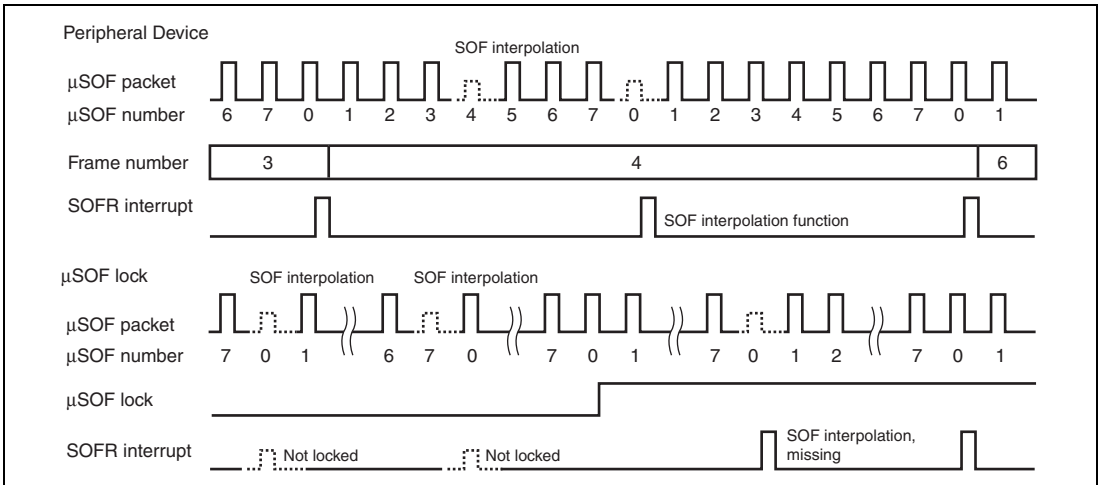 Peripheral Device
SOF interpolation
μSOF packet
μSOF number 6 7 0 1 2 3 4 5 6 7 0 1 2 3 4 5 6 7 0 1
Frame number 3 4 6
SOFR interrupt
SOF interpolation function
μSOF lock SOF interpolation SOF interpolation
μSOF packet
μSOF number 7 0 1 6 7 0 7 0 1 7 0 1 2 7 0 1
μSOF lock
SOFR interrupt Not locked Not locked SOF interpolation,
missing